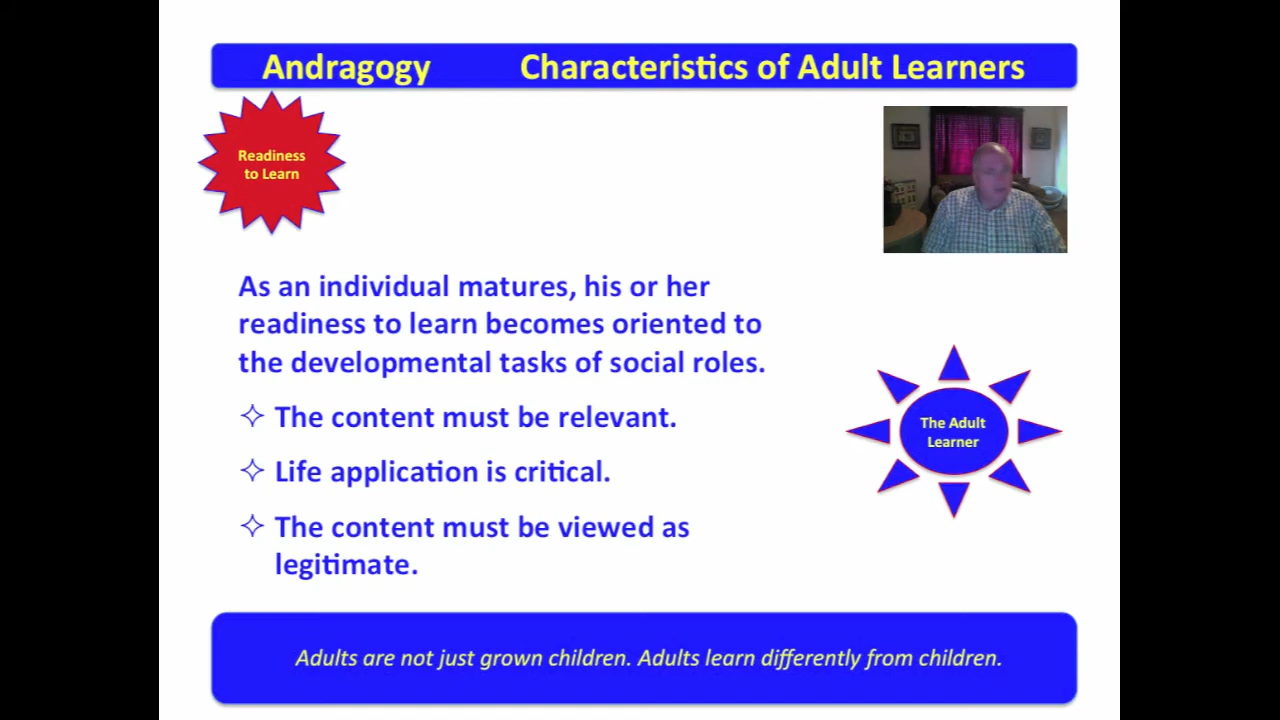 Andragogy Characteristics of Adult Learners
Readiness
to Learn
As an individual matures, his or her
readiness to learn becomes oriented to
the developmental tasks of social roles.
The content must be relevant.
Life application is critical.
The content must be viewed as
legitimate.
The Adult
Learner
Adults are not just grown children. Adults learn differently from children.